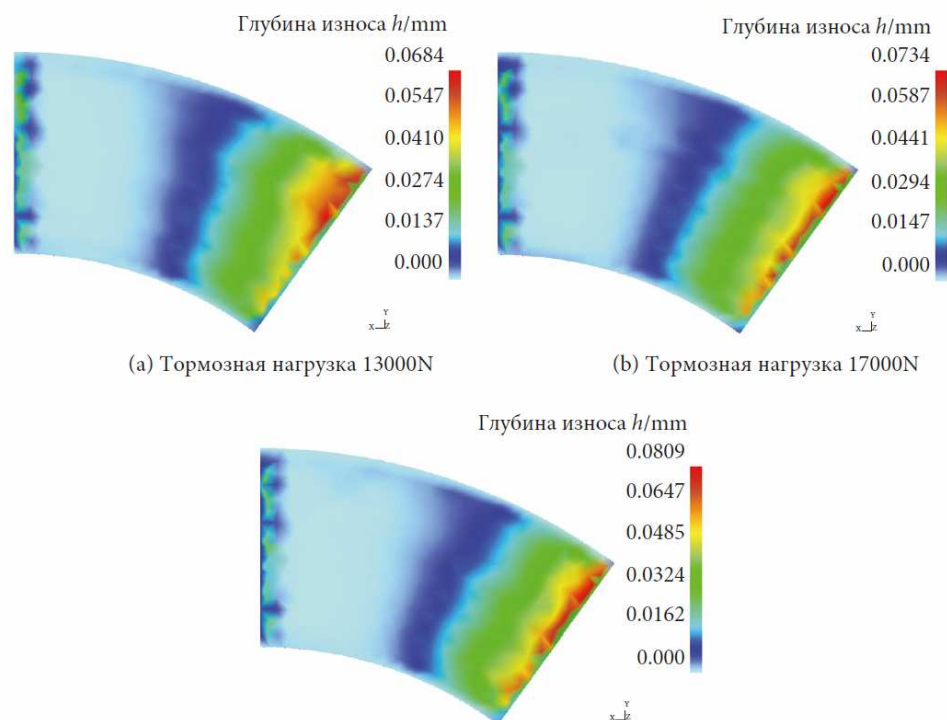 Глубина износа h/mm
0.0684
0.0547
0.0410
0.0274
0.0137
0.000
Y
X Z
(a) Тормозная нагрузка 13000N
Глубина износа h/mm
0.0734
0.0587
0.0441
0.0294
0.0147
0.000
Y
X Z
(b) Тормозная нагрузка 17000N
Глубина износа h/mm
0.0809
0.0647
0.0485
0.0324
0.0162
0.000
Y
X Z